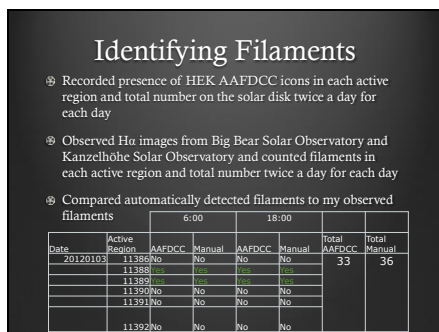 Identifying Filaments
Recorded presence of HEK AAFDCC icons in each active
region and total number on the solar disk twice a day for
each day
Observed Hα images from Big Bear Solar Observatory and
Kanzelhöhe Solar Observatory and counted filaments in
each active region and total number twice a day for each day
Compared automatically detected filaments to my observed
filaments
6:00 18:00
Date Active Region AAFDCC Manual AAFDCC Manual Total AAFDCC Total Manual
20120103 11386 No No No No 33 36
11388 Yes Yes Yes Yes
11389 Yes Yes Yes Yes
11390 No No No No
11391 No No No No
11392 No No No No